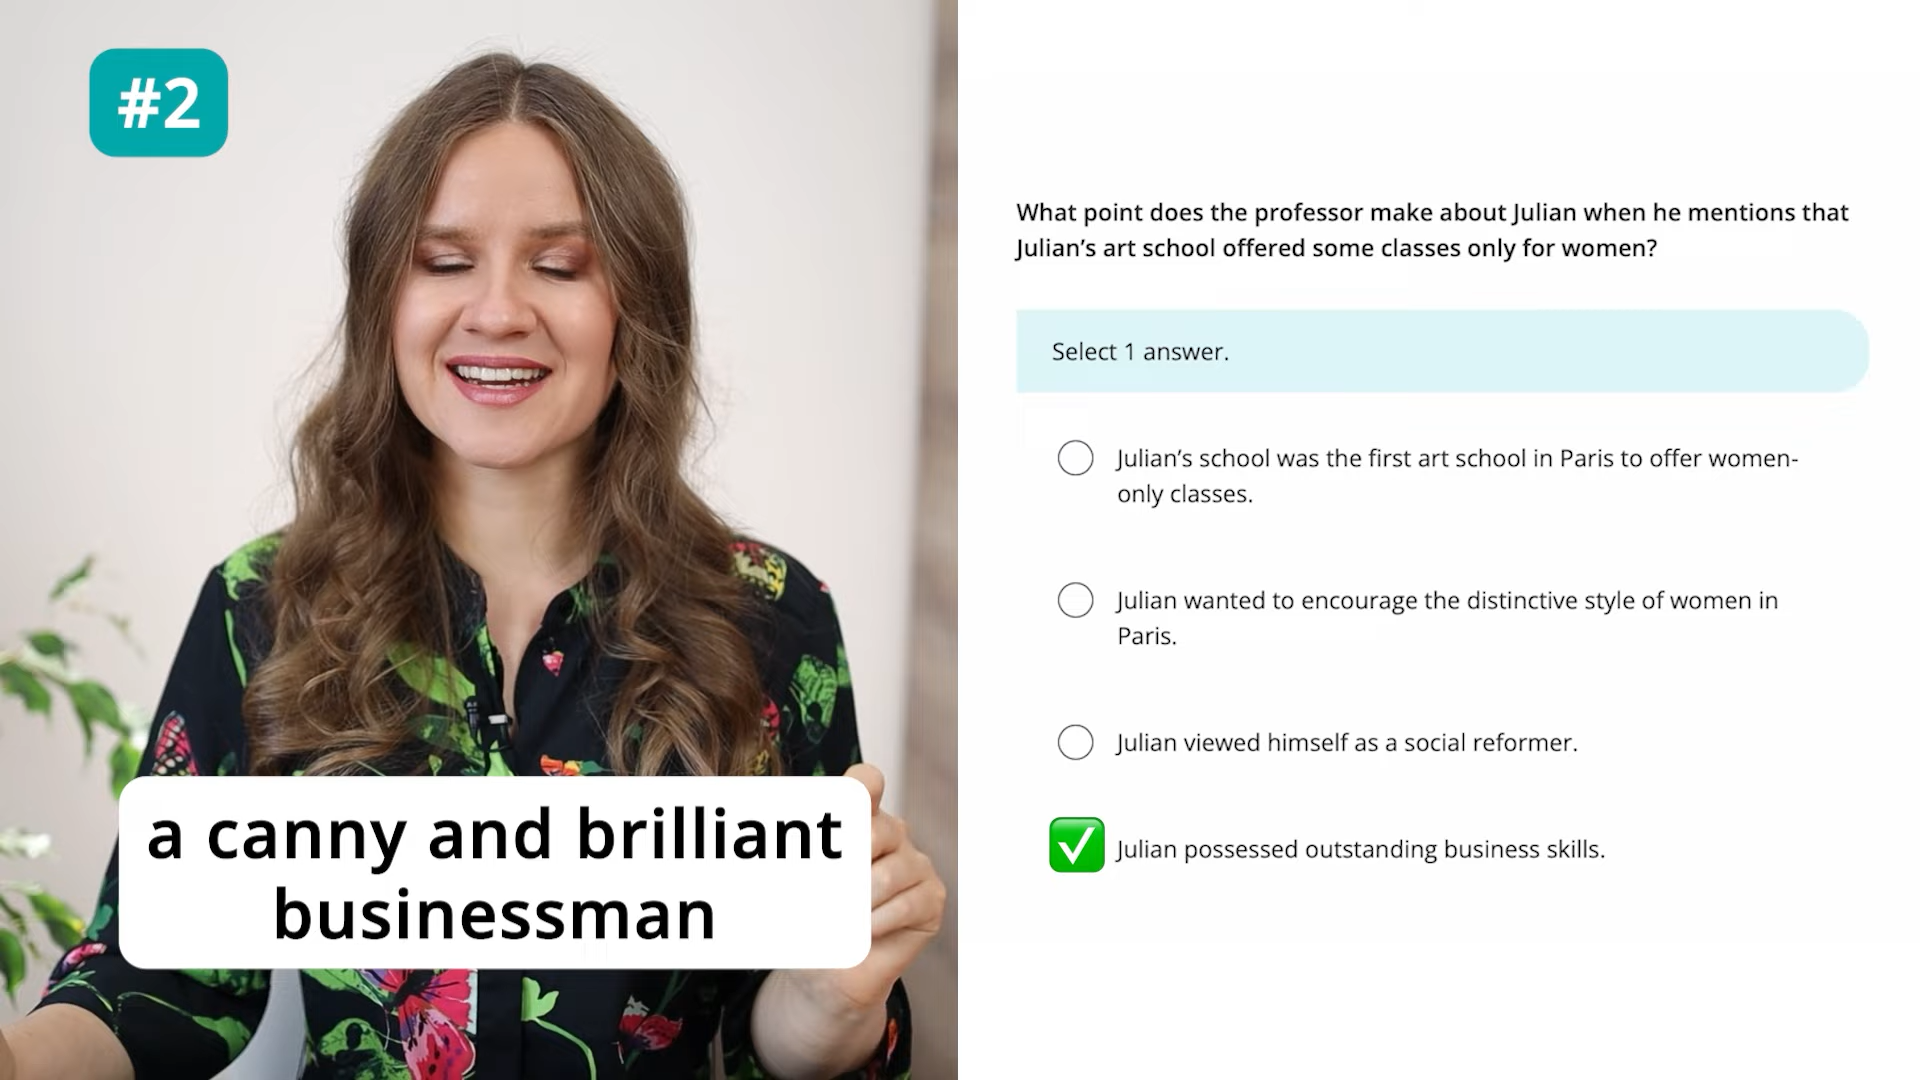 #2
a canny and brilliant
businessman
What point does the professor make about Julian when he mentions that
Julian’s art school offered some classes only for women?
Select 1 answer.
Julian’s school was the first art school in Paris to offer women-
only classes.
Julian wanted to encourage the distinctive style of women in
Paris.
Julian viewed himself as a social reformer.
Julian possessed outstanding business skills.